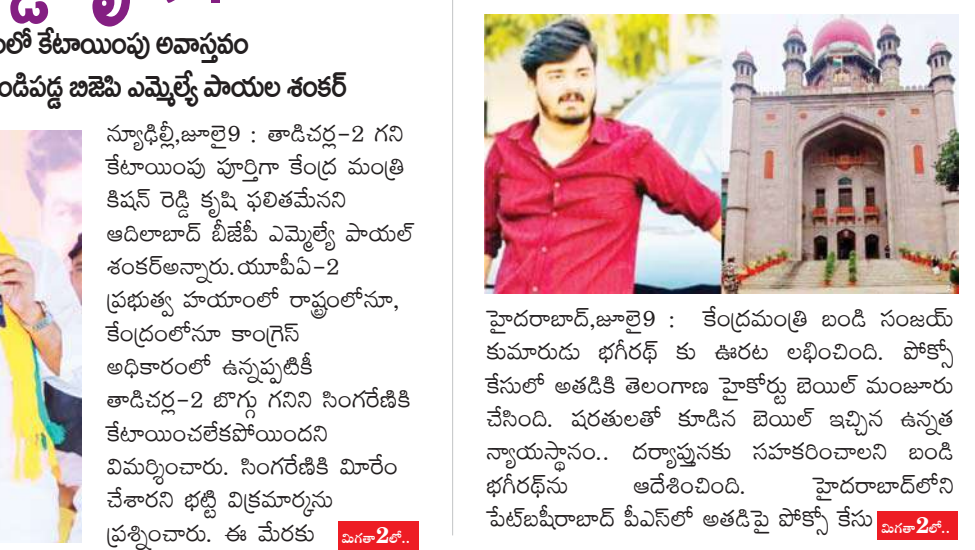 లో కేటాయింపు అవాస్తవం
డిపడ్డ బిజెపి ఎమ్మెల్యే పాయల శంకర్
న్యూఢిల్లీ,జూలై9 : తాడిచర్ల-2 గని
కేటాయింపు పూర్తిగా కేంద్ర మంత్రి
కిషన్ రెడ్డి కృషి ఫలితమేనని
ఆదిలాబాద్ బీజేపీ ఎమ్మెల్యే పాయల్
శంకర్అన్నారు.యూపీఏ-2
ప్రభుత్వ హయాంలో రాష్ట్రంలోనూ,
కేంద్రంలోనూ కాంగ్రెస్
అధికారంలో ఉన్నప్పటికీ
తాడిచర్ల-2 బొగ్గు గనిని సింగరేణికి
కేటాయించలేకపోయిందని
విమర్శించారు. సింగరేణికి మీరేం
చేశారని భట్టి విక్రమార్కను
ప్రశ్నించారు. ఈ మేరకు మిగతా2లో..
హైదరాబాద్,జూలై9 : కేంద్రమంత్రి బండి సంజయ్
కుమారుడు భగీరథ్ కు ఊరట లభించింది. పోక్సో
కేసులో అతడికి తెలంగాణ హైకోర్టు బెయిల్ మంజూరు
చేసింది. షరతులతో కూడిన బెయిల్ ఇచ్చిన ఉన్నత
న్యాయస్థానం.. దర్యాప్తునకు సహకరించాలని బండి
భగీరథ్‌ను ఆదేశించింది. హైదరాబాద్‌లోని
పేట్‌బషీరాబాద్ పీఎస్‌లో అతడిపై పోక్సో కేసు మిగతా2లో..